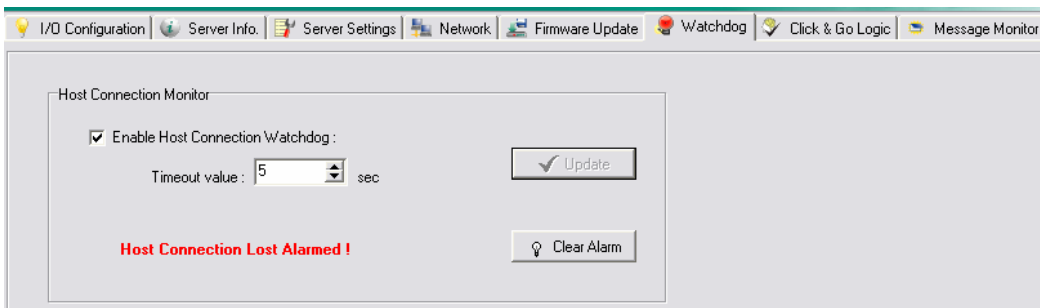 I/O Configuration Server Info. Server Settings Network Firmware Update Watchdog Click & Go Logic Message Monitor
Host Connection Monitor
Enable Host Connection Watchdog :
Timeout value : 5 sec
Update
Host Connection Lost Alarmed !
Clear Alarm